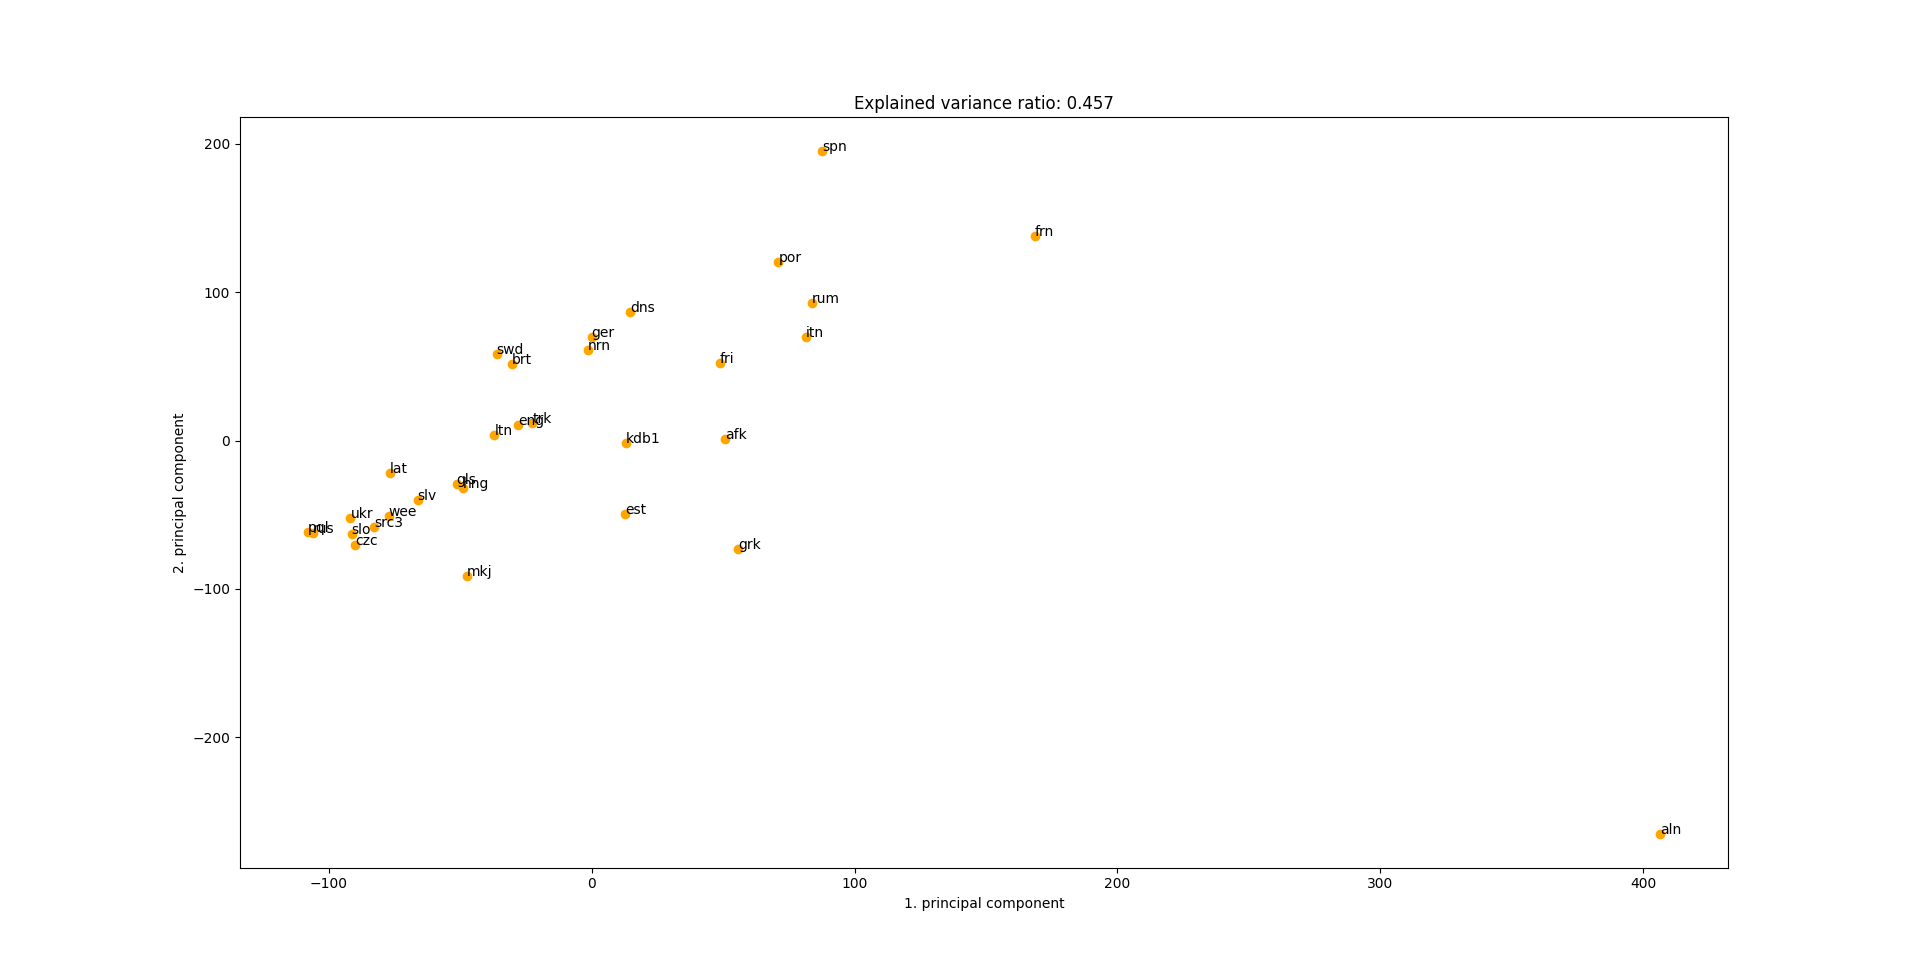 Explained variance ratio: 0.457
200
100
0
−100
−200
2. principal component
spn
frn
por
rum
dns
ger
itn
nrn
swd
brt
fri
trk
eng
ltn
afk
kdb1
lat
hng
slv
est
wee
ukr
src3
rus
slo
czc
grk
mkj
aln
−100
0
100
200
300
400
1. principal component